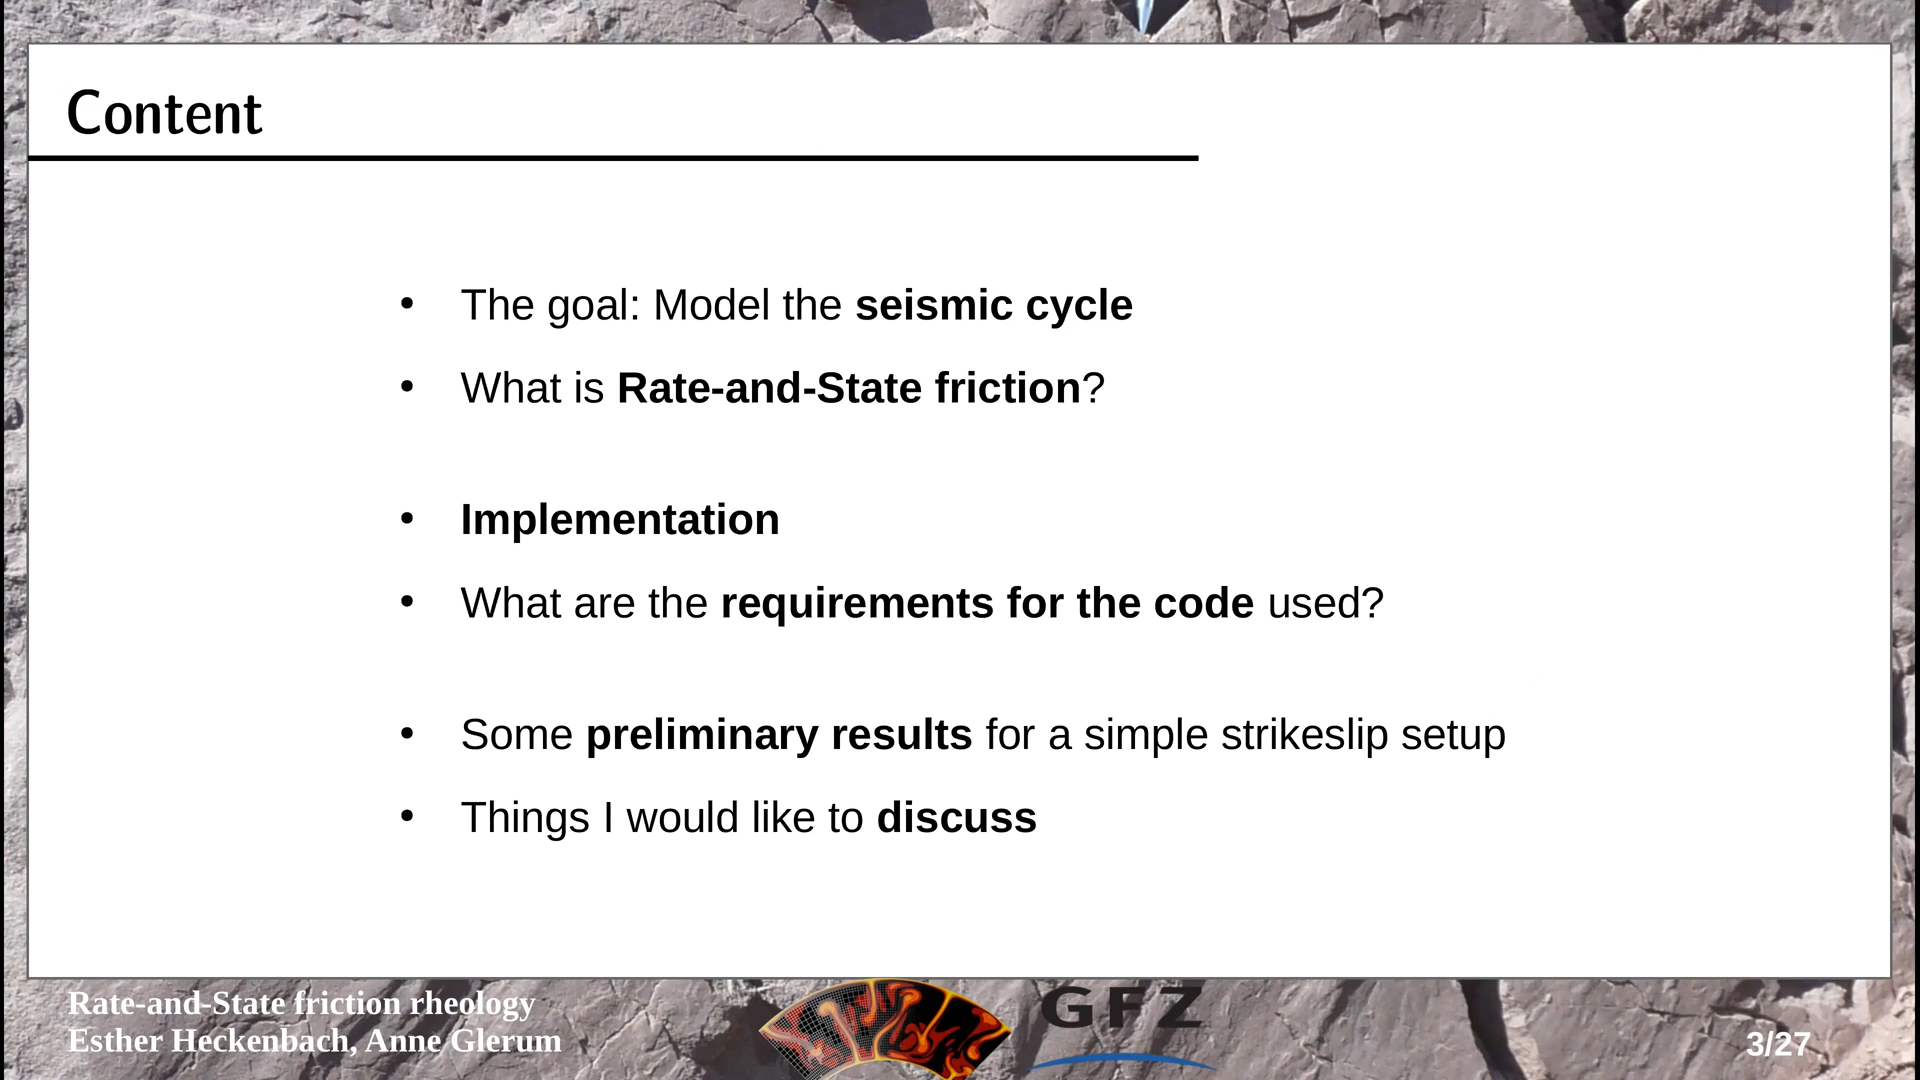 Content
• The goal: Model the seismic cycle
• What is Rate-and-State friction?
• Implementation
• What are the requirements for the code used?
• Some preliminary results for a simple strikeslip setup
• Things I would like to discuss
Rate-and-State friction rheology
Esther Heckenbach, Anne Glerum
GFZ
3/27